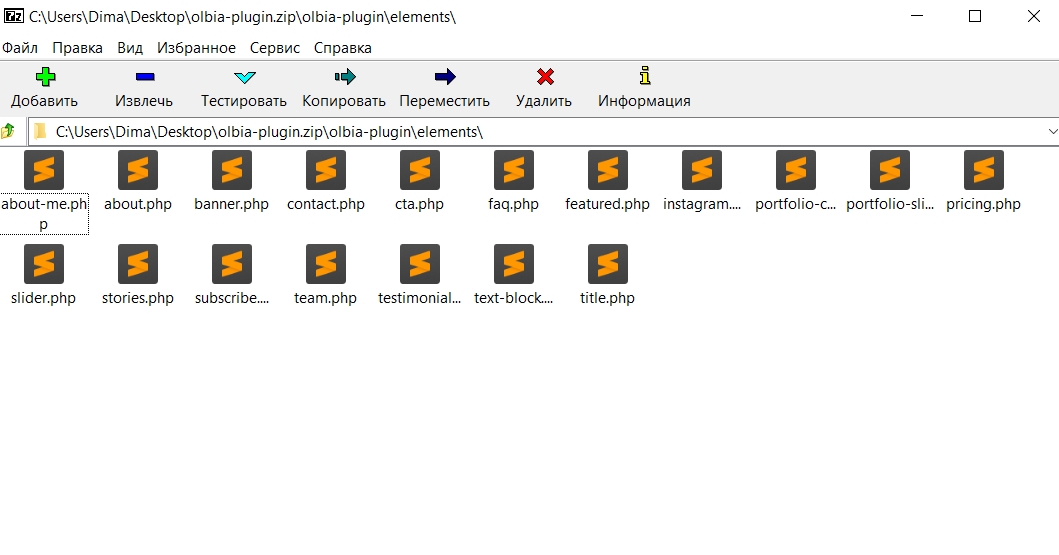 C:\Users\Dima\Desktop\olbia-plugin.zip\olbia-plugin\elements\
Файл Правка Вид Избранное Сервис Справка
Добавить Извлечь Тестировать Копировать Переместить Удалить Информация
C:\Users\Dima\Desktop\olbia-plugin.zip\olbia-plugin\elements\
about-me.ph about.php banner.php contact.php cta.php faq.php featured.php instagram.... portfolio-c... portfolio-sli... pricing.php
p
slider.php stories.php subscribe.... team.php testimonial... text-block.... title.php